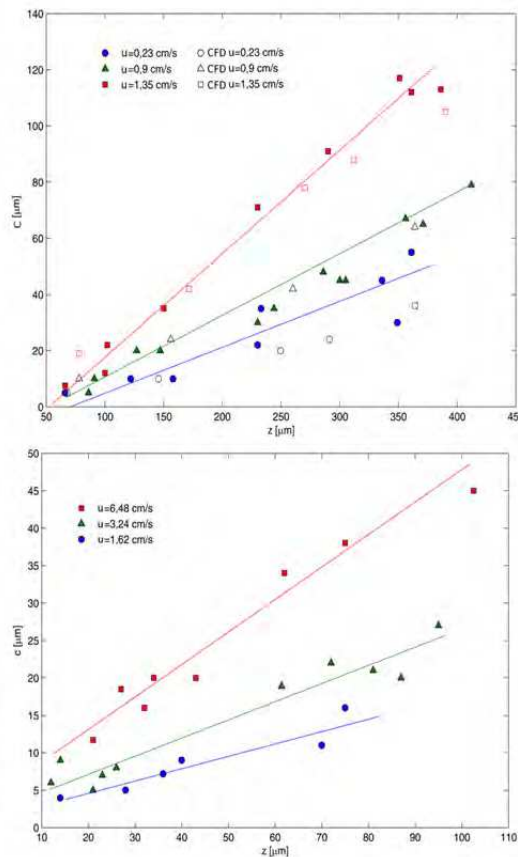 140
120
100
80
60
40
20
0
C [μm]
u=0,23 cm/s
u=0,9 cm/s
u=1,35 cm/s
CFD u=0,23 cm/s
CFD u=0,9 cm/s
CFD u=1,35 cm/s
50 100 150 200 250 300 350 400 450
z [μm]
50
45
40
35
30
25
20
15
10
5
0
c [μm]
u=6,48 cm/s
u=3,24 cm/s
u=1.62 cm/s
10 20 30 40 50 60 70 80 90 100 110
z [μm]